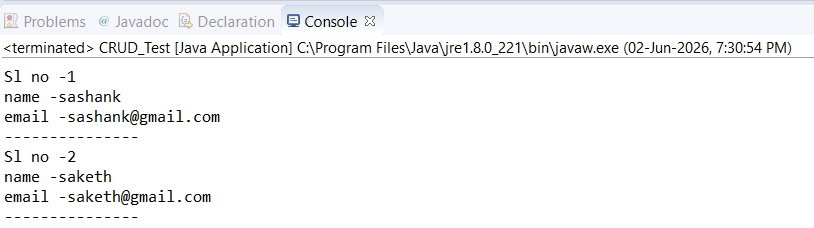 Problems @ Javadoc Declaration Console
<terminated> CRUD_Test [Java Application] C:\Program Files\Java\jre1.8.0_221\bin\javaw.exe (02-Jun-2026, 7:30:54 PM)
Sl no -1
name -sashank
email -sashank@gmail.com
---------------
Sl no -2
name -saketh
email -saketh@gmail.com
---------------